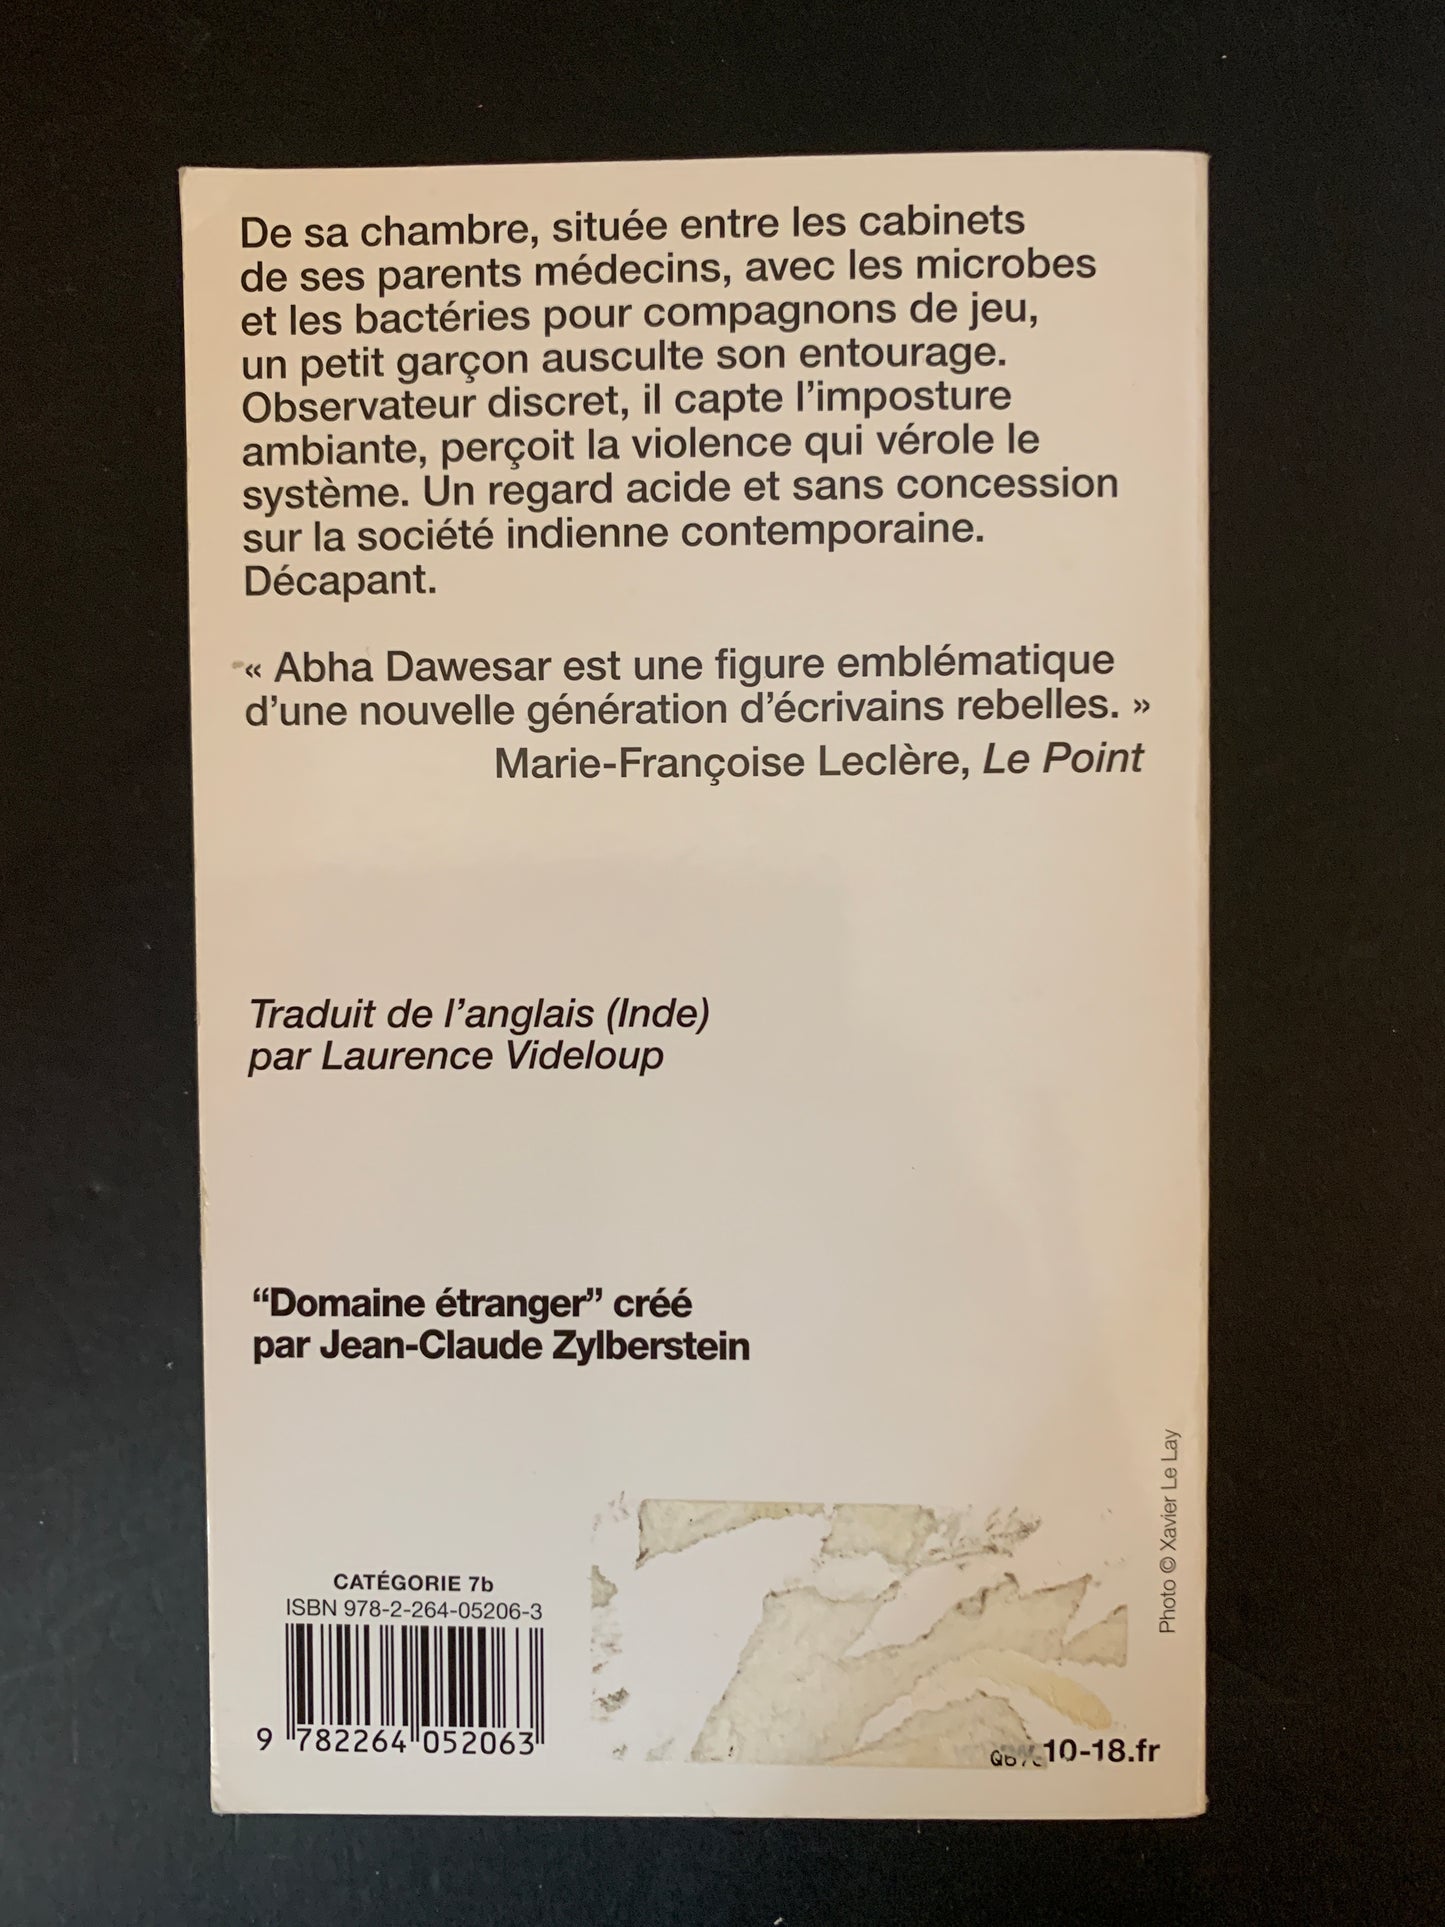 De sa chambre, située entre les cabinets
de ses parents médecins, avec les microbes
et les bactéries pour compagnons de jeu,
un petit garçon ausculte son entourage.
Observateur discret, il capte l’imposture
ambiante, perçoit la violence qui vérole le
système. Un regard acide et sans concession
sur la société indienne contemporaine.
Décapant.
« Abha Dawesar est une figure emblématique
d’une nouvelle génération d’écrivains rebelles. »
Marie-Françoise Leclère, Le Point
Traduit de l’anglais (Inde)
par Laurence Videloup
“Domaine étranger” créé
par Jean-Claude Zylberstein
Photo © Xavier Le Lay
CATÉGORIE 7b
ISBN 978-2-264-05206-3
9 782264 052063
10-18.fr